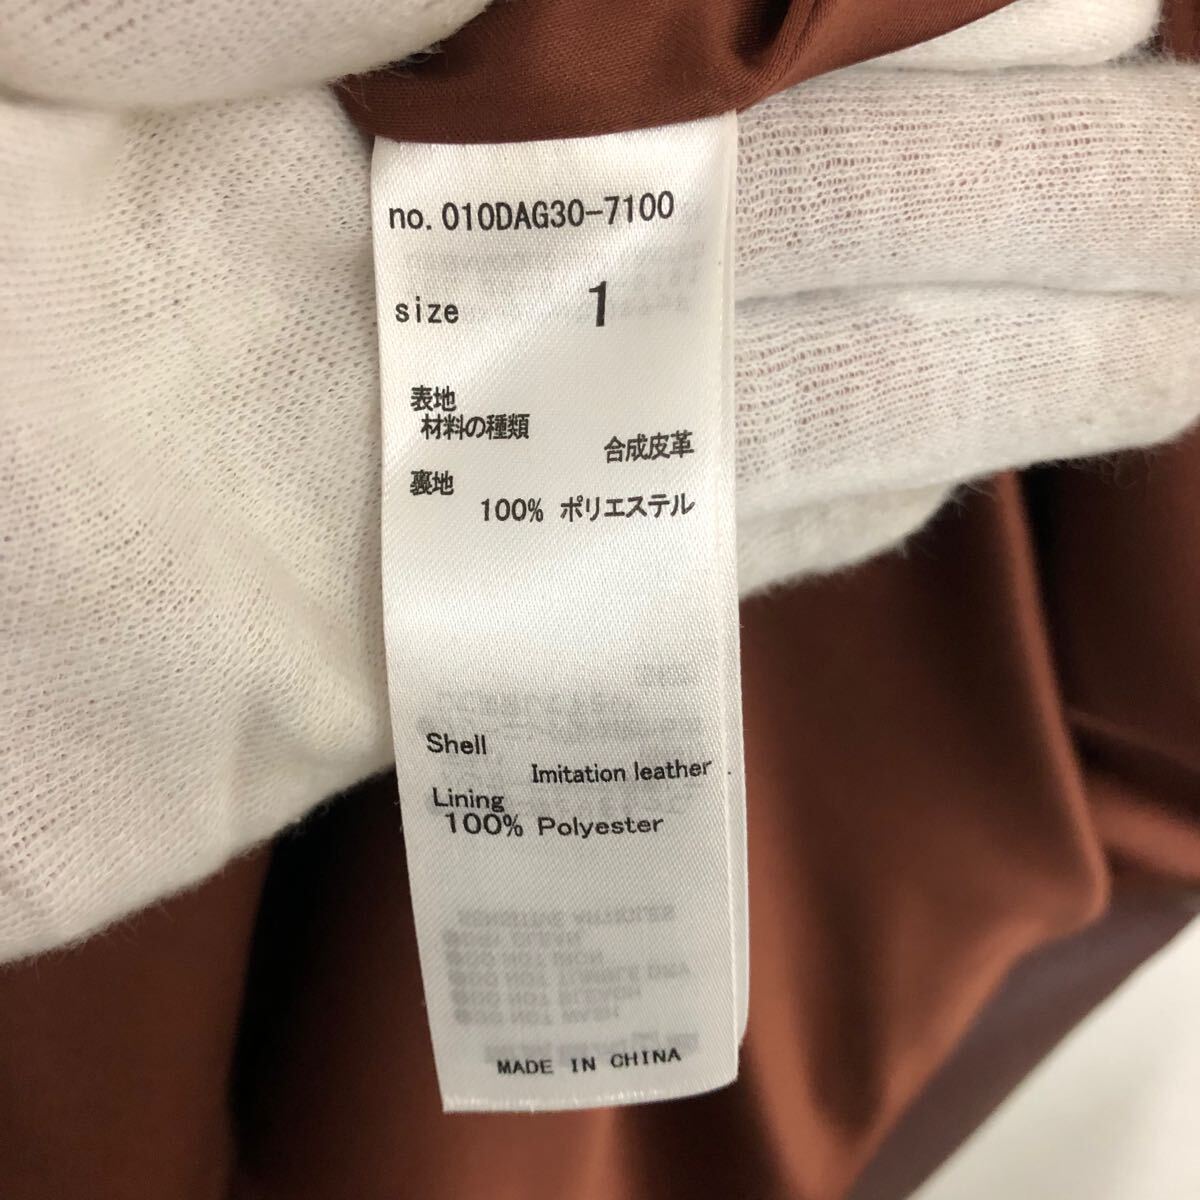 no. 010DAG30-7100
size 1
表地
材料の種類
合成皮革
裏地
100% ポリエステル
Shell
Imitation leather
Lining
100% Polyester
MADE IN CHINA